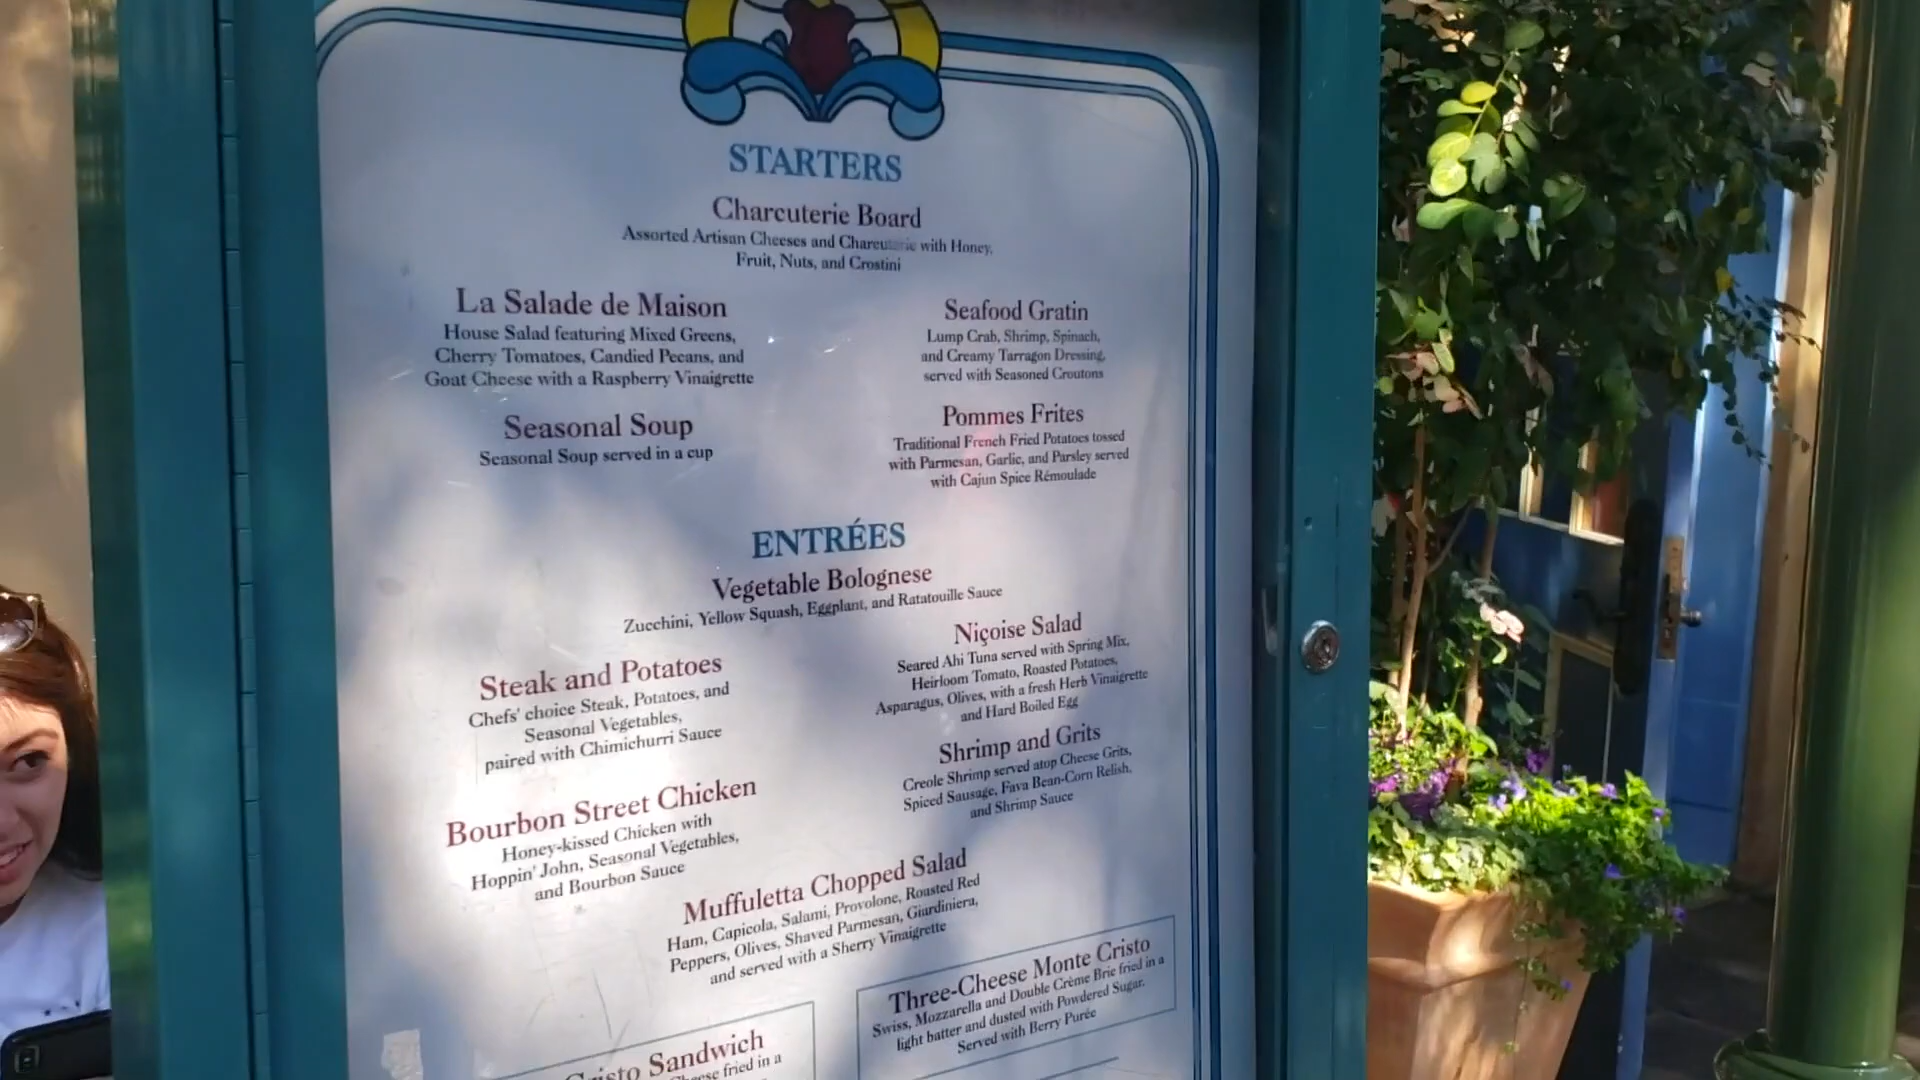 STARTERS
Charcuterie Board
Assorted Artisan Cheeses and Charcuterie with Honey,
Fruit, Nuts, and Crostini
La Salade de Maison
House Salad featuring Mixed Greens,
Cherry Tomatoes, Candied Pecans, and
Goat Cheese with a Raspberry Vinaigrette
Seafood Gratin
Lump Crab, Shrimp, Spinach,
and Creamy Tarragon Dressing,
served with Seasoned Croutons
Seasonal Soup
Seasonal Soup served in a cup
Pommes Frites
Traditional French Fried Potatoes tossed
with Parmesan, Garlic, and Parsley served
with Cajun Spice Rémoulade
ENTRÉES
Vegetable Bolognese
Zucchini, Yellow Squash, Eggplant, and Ratatouille Sauce
Steak and Potatoes
Chefs' choice Steak, Potatoes, and
Seasonal Vegetables,
paired with Chimichurri Sauce
Niçoise Salad
Seared Ahi Tuna served with Spring Mix,
Heirloom Tomato, Roasted Potatoes,
Asparagus, Olives, with a fresh Herb Vinaigrette
and Hard Boiled Egg
Bourbon Street Chicken
Honey-kissed Chicken with
Hoppin' John, Seasonal Vegetables,
and Bourbon Sauce
Shrimp and Grits
Creole Shrimp served atop Cheese Grits,
Spiced Sausage, Fava Bean-Corn Relish,
and Shrimp Sauce
Muffuletta Chopped Salad
Ham, Capicola, Salami, Provolone, Roasted Red
Peppers, Olives, Shaved Parmesan, Giardiniera,
and served with a Sherry Vinaigrette
Three-Cheese Monte Cristo
Swiss, Mozzarella and Double Crème Brie fried in a
light batter and dusted with Powdered Sugar.
Served with Berry Purée
Sandwich
fried in a